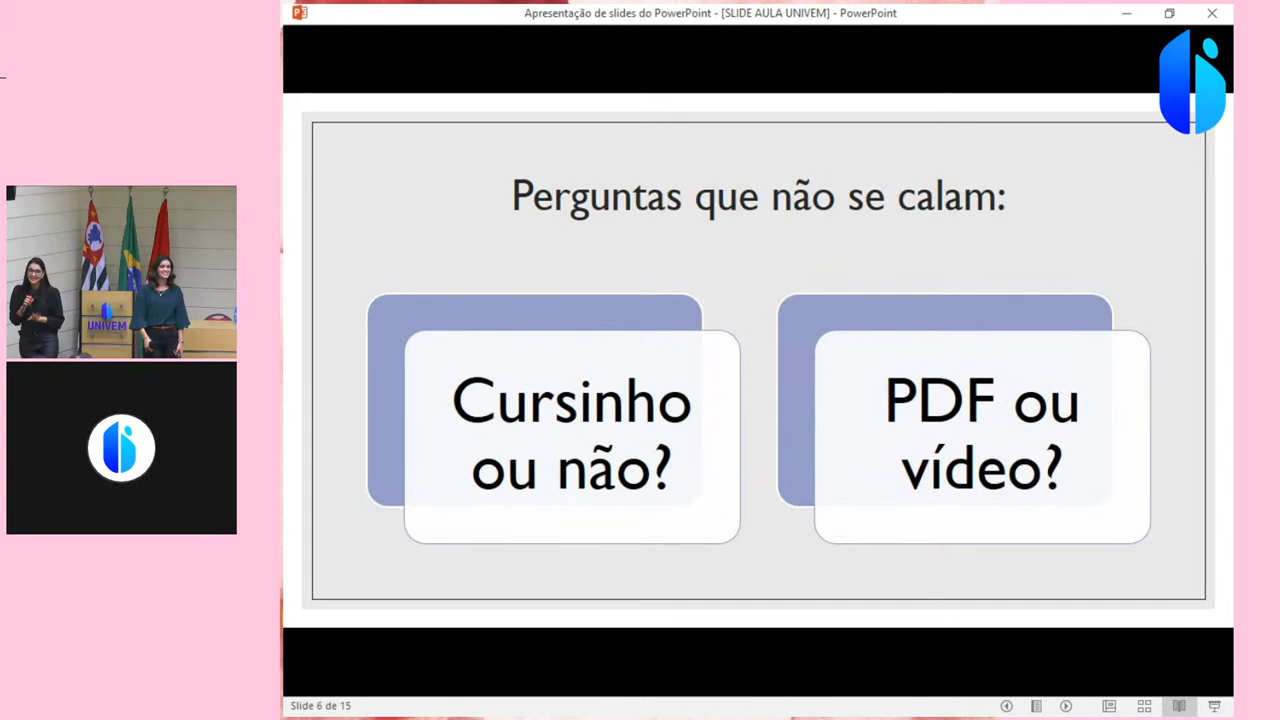 Apresentação de slides do PowerPoint - [SLIDE AULA UNIVEM] - PowerPoint
Perguntas que não se calam:
Cursinho
ou não?
PDF ou
vídeo?
UNIVEM
Slide 6 de 15